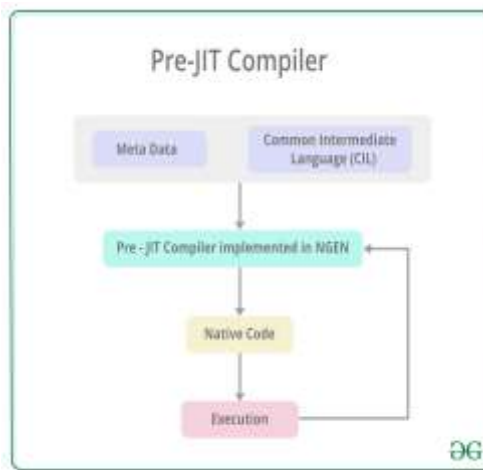 Pre-JIT Compiler
Meta Data
Common Intermediate
Language (CIL)
Pre - JIT Compiler implemented in NGEN
Native Code
Execution